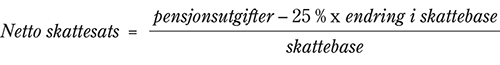 pensjonsutgifter – 25 % x endring i skattebase
Netto skattesats =
skattebase